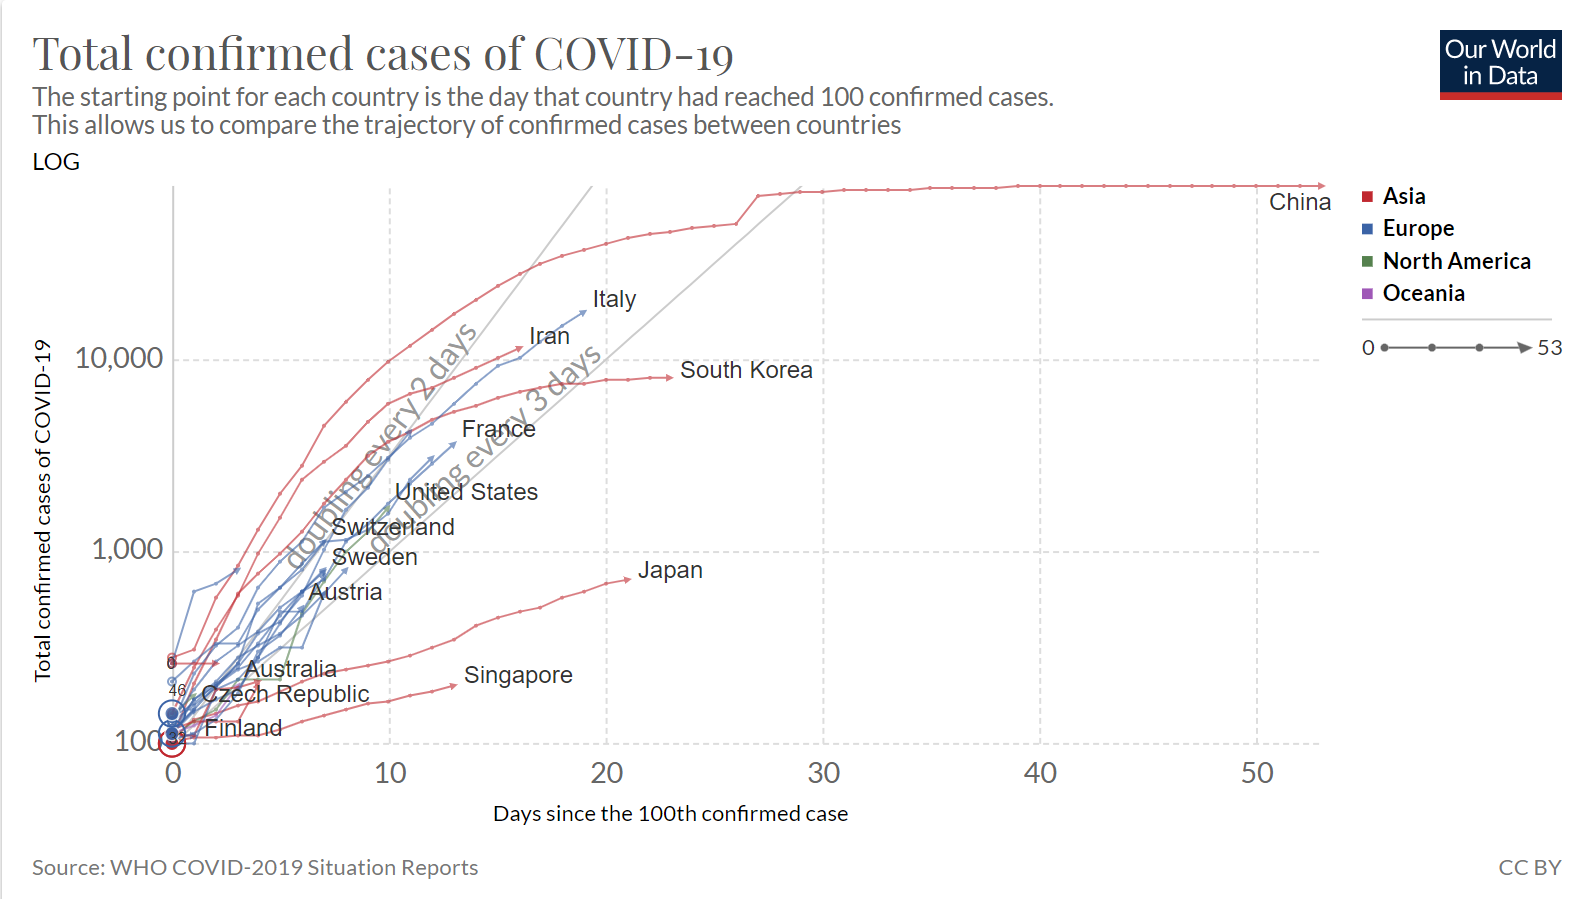 Total confirmed cases of COVID-19
The starting point for each country is the day that country had reached 100 confirmed cases.
This allows us to compare the trajectory of confirmed cases between countries
Our World
in Data
LOG
Total confirmed cases of COVID-19
10,000
1,000
100
doubling every 2 days
doubling every 3 days
China
Italy
Iran
South Korea
France
United States
Switzerland
Sweden
Japan
Austria
Australia
Singapore
46
Czech Republic
Finland
0
10
20
30
40
50
Days since the 100th confirmed case
Asia
Europe
North America
Oceania
0
53
Source: WHO COVID-2019 Situation Reports
CC BY